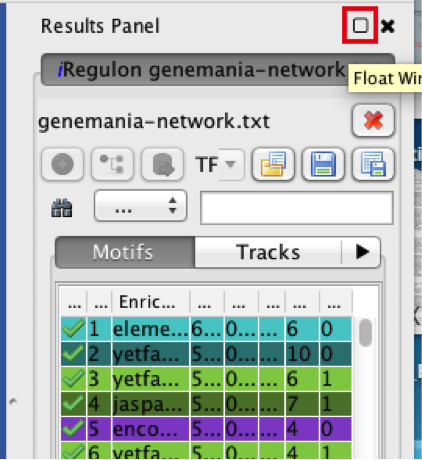 Results Panel
iRegulon genemania-network
Float Wi
genemania-network.txt
TF
...
Motifs Tracks
... ... Enric... ... ... ... ... ...
1 eleme... 6... 0... ... 6 0
2 yetfa... 5... 0... ... 10 0
3 yetfa... 5... 0... ... 6 1
4 jaspa... 5... 0... ... 7 1
5 enco... 5... 0... ... 4 0
6 yetfa... 5... 0... ... 4 1